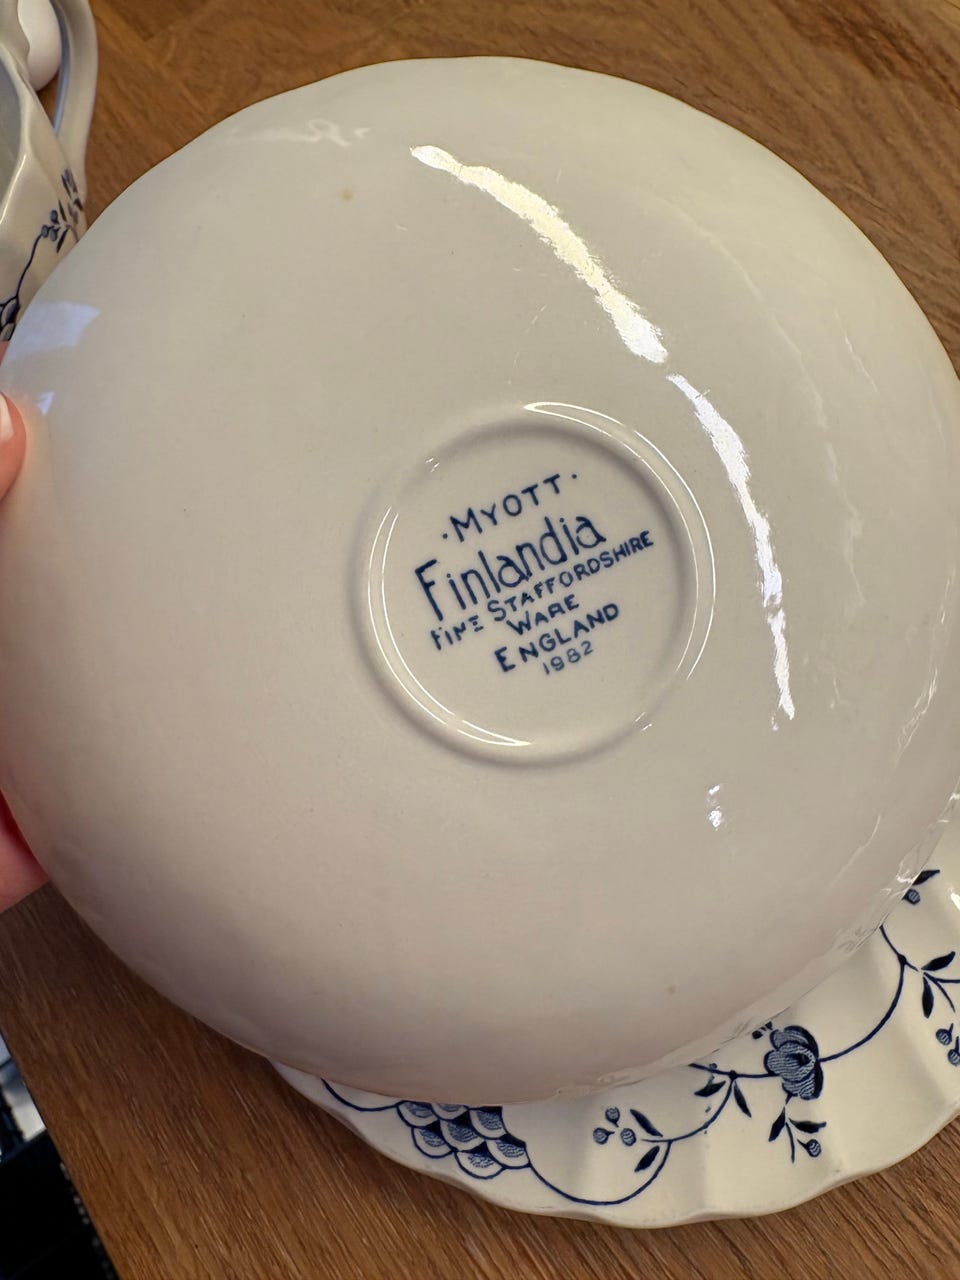 · MYOTT ·
Finlandia
FINE STAFFORDSHIRE
WARE
ENGLAND
1982